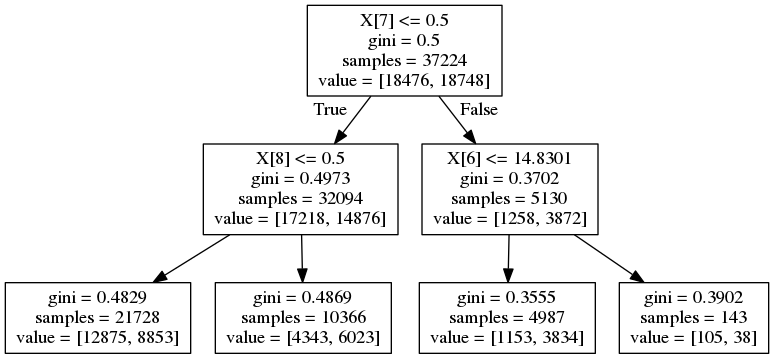 X[7] <= 0.5
gini = 0.5
samples = 37224
value = [18476, 18748]
True
False
X[8] <= 0.5
gini = 0.4973
samples = 32094
value = [17218, 14876]
X[6] <= 14.8301
gini = 0.3702
samples = 5130
value = [1258, 3872]
gini = 0.4829
samples = 21728
value = [12875, 8853]
gini = 0.4869
samples = 10366
value = [4343, 6023]
gini = 0.3555
samples = 4987
value = [1153, 3834]
gini = 0.3902
samples = 143
value = [105, 38]